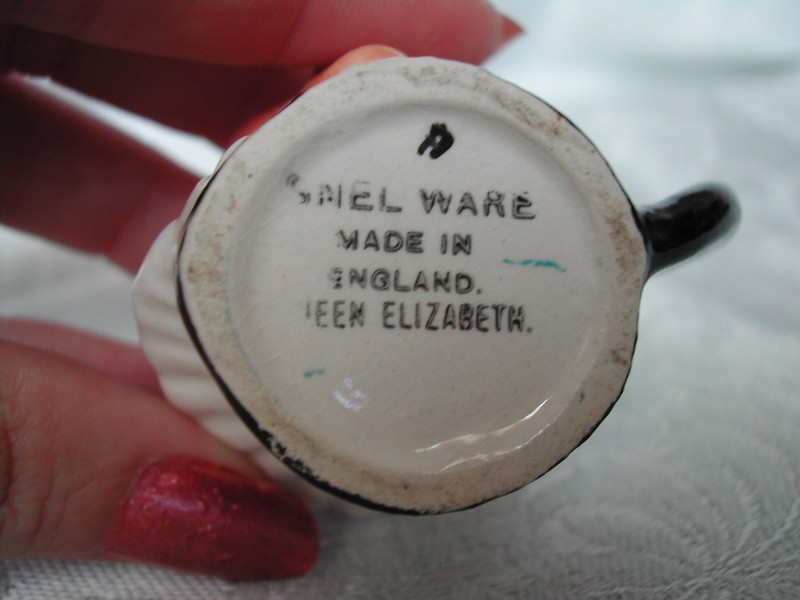 WARE
MADE IN
ENGLAND.
ELIZABETH.